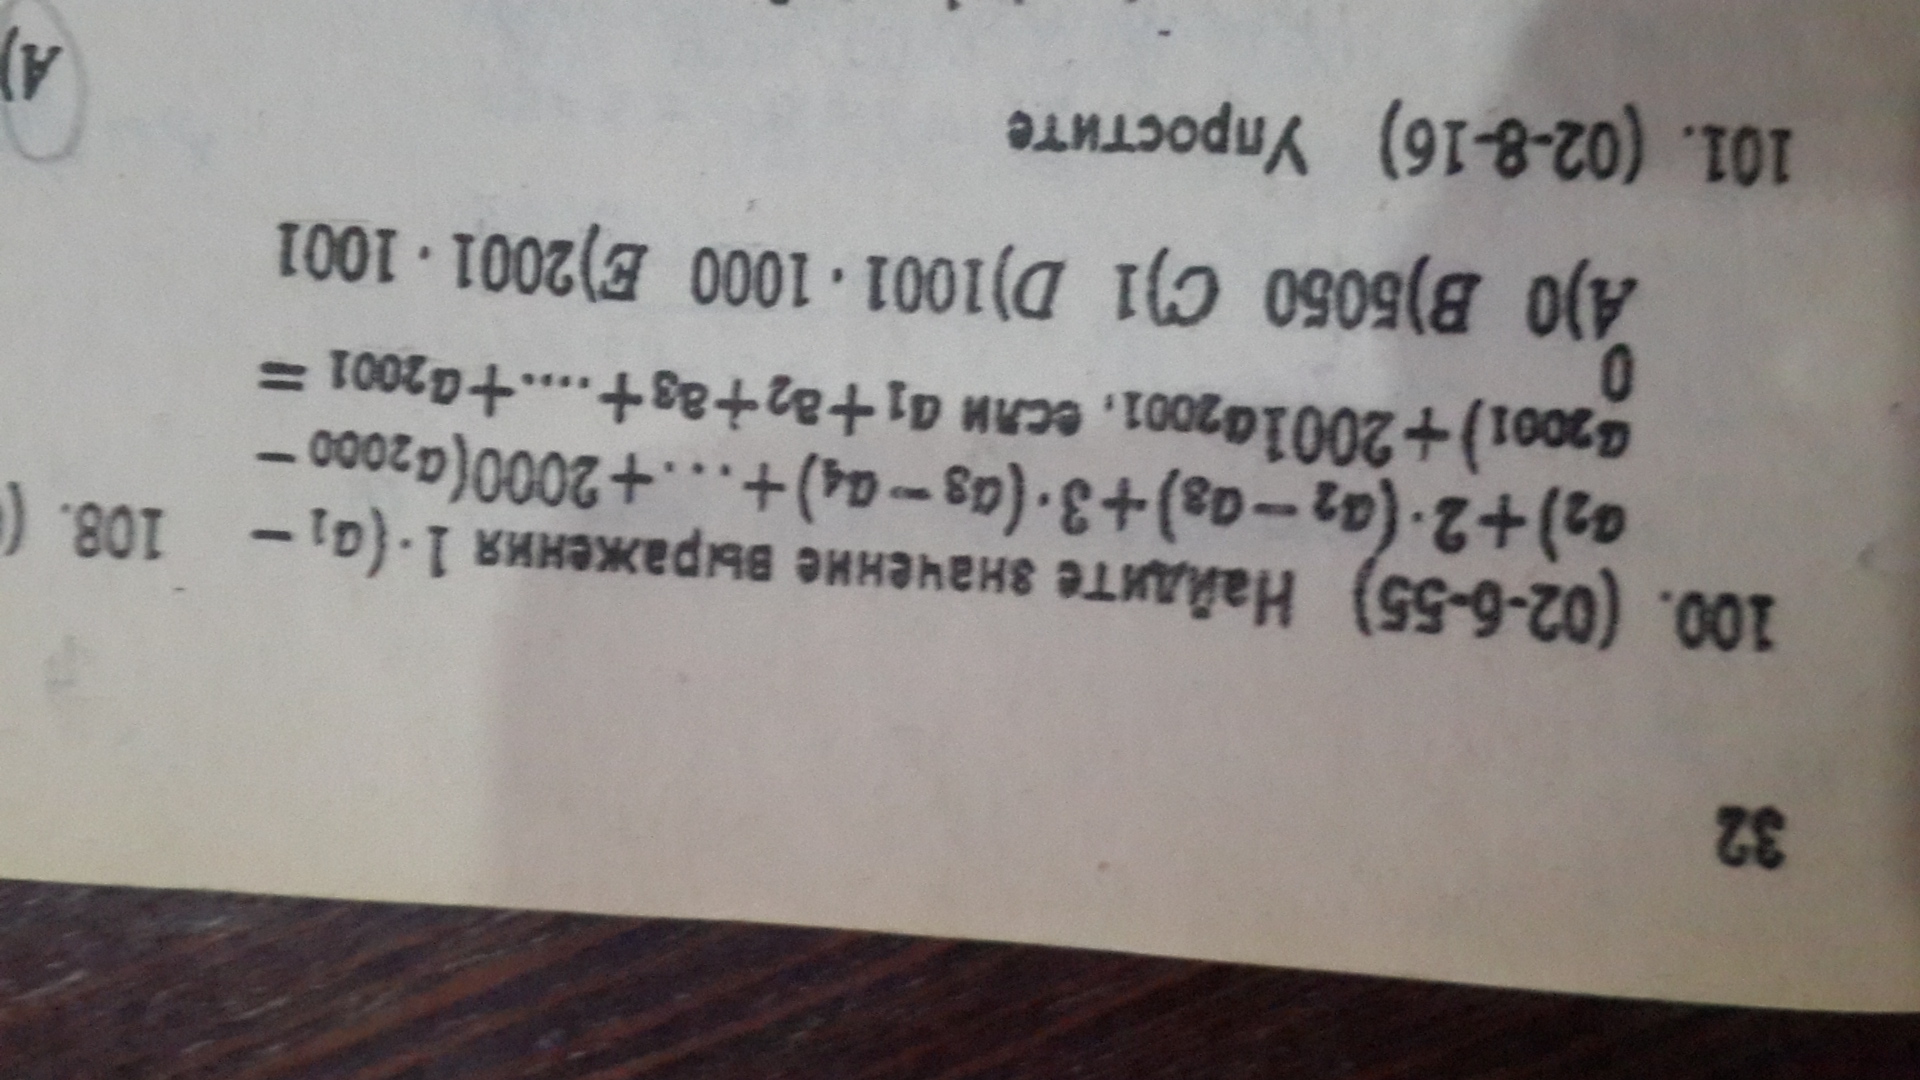 32
100. (02-6-55) Найдите значение выражения 1·(a₁ −
a₂)+2·(a₂−a₃)+3·(a₃−a₄)+...+2000(a₂₀₀₀−
a₂₀₀₁)+2001a₂₀₀₁, если a₁+a₂+a₃+....+a₂₀₀₁ =
0
A)0 B)5050 C)1 D)1001·1000 E)2001·1001
101. (02-8-16) Упростите
108. (
A)